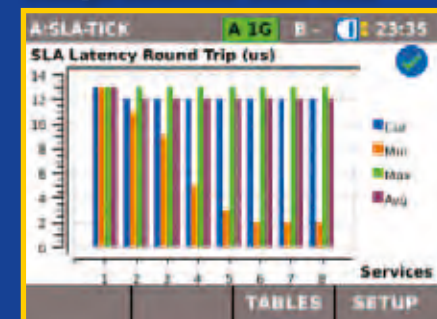 A:SLA-TICK A 1G B - 23:35
SLA Latency Round Trip (us)
14
12
10
8
6
4
2
0
Cur
Min
Max
Avg
1 2 3 4 5 6 7 8
Services
TABLES SETUP